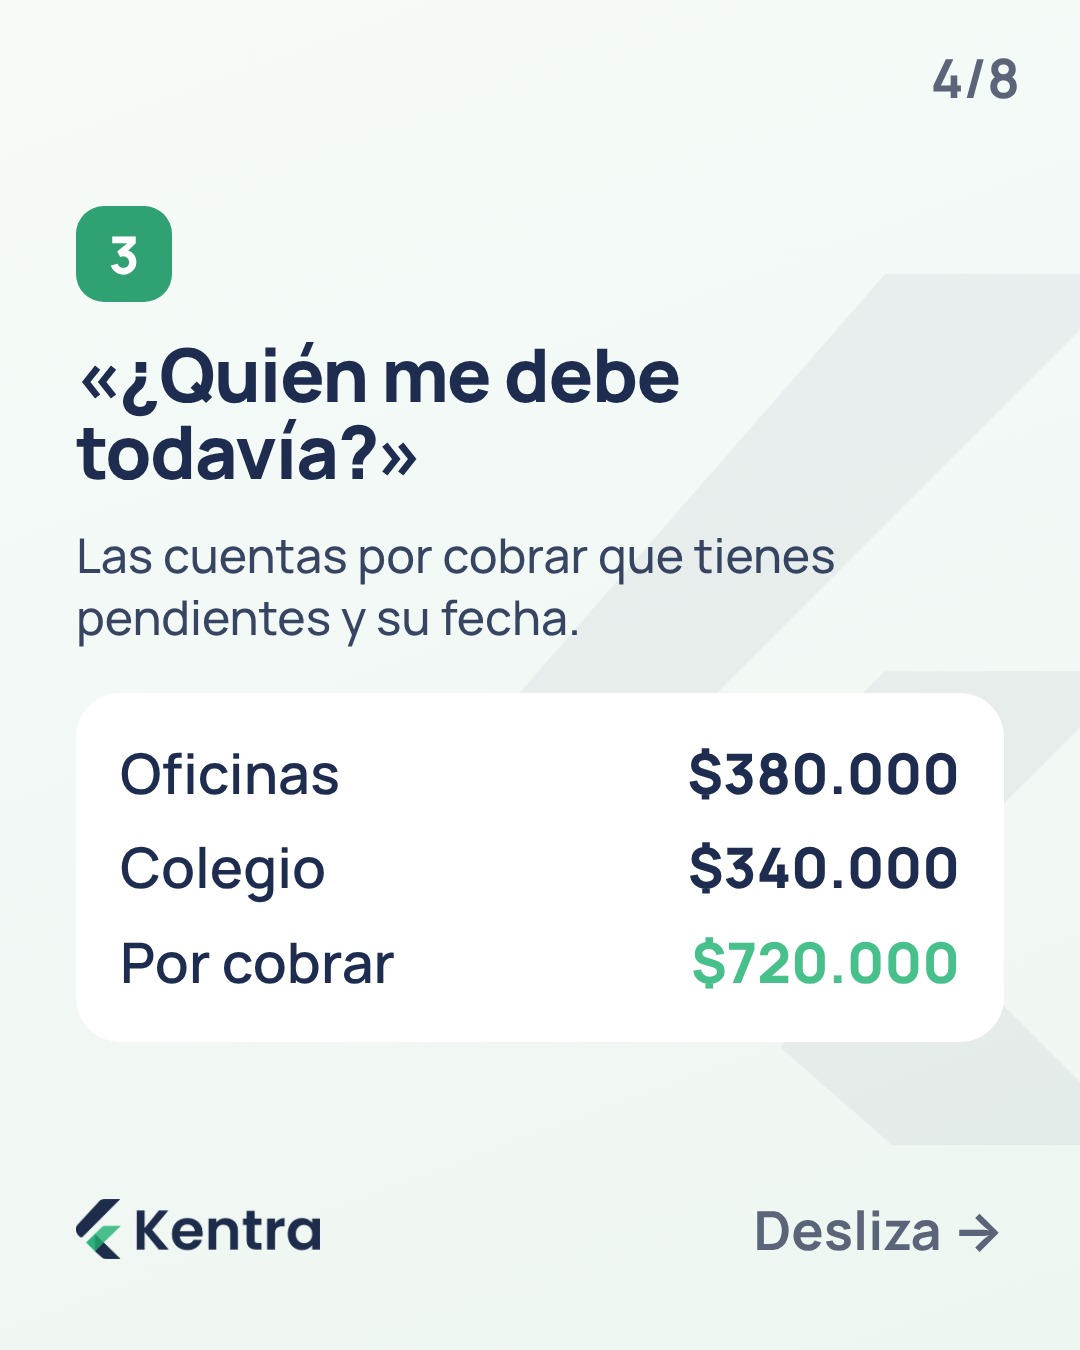 4/8
3
«¿Quién me debe
todavía?»
Las cuentas por cobrar que tienes
pendientes y su fecha.
Oficinas $380.000
Colegio $340.000
Por cobrar $720.000
Kentra
Desliza →